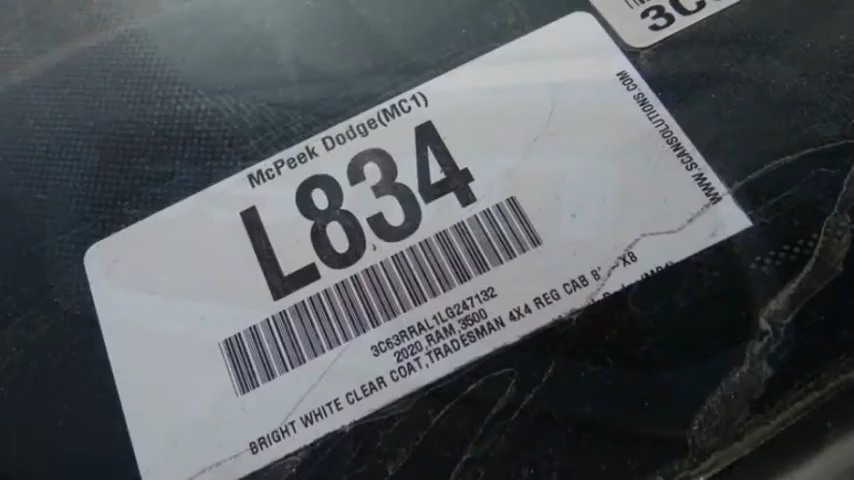 McPeek Dodge(MC1)
L834
3C63RRAL1LG247132
2020,RAM,3500
BRIGHT WHITE CLEAR COAT,TRADESMAN 4X4 REG CAB 8' X8
WWW.SCANSOLUTIONS.COM